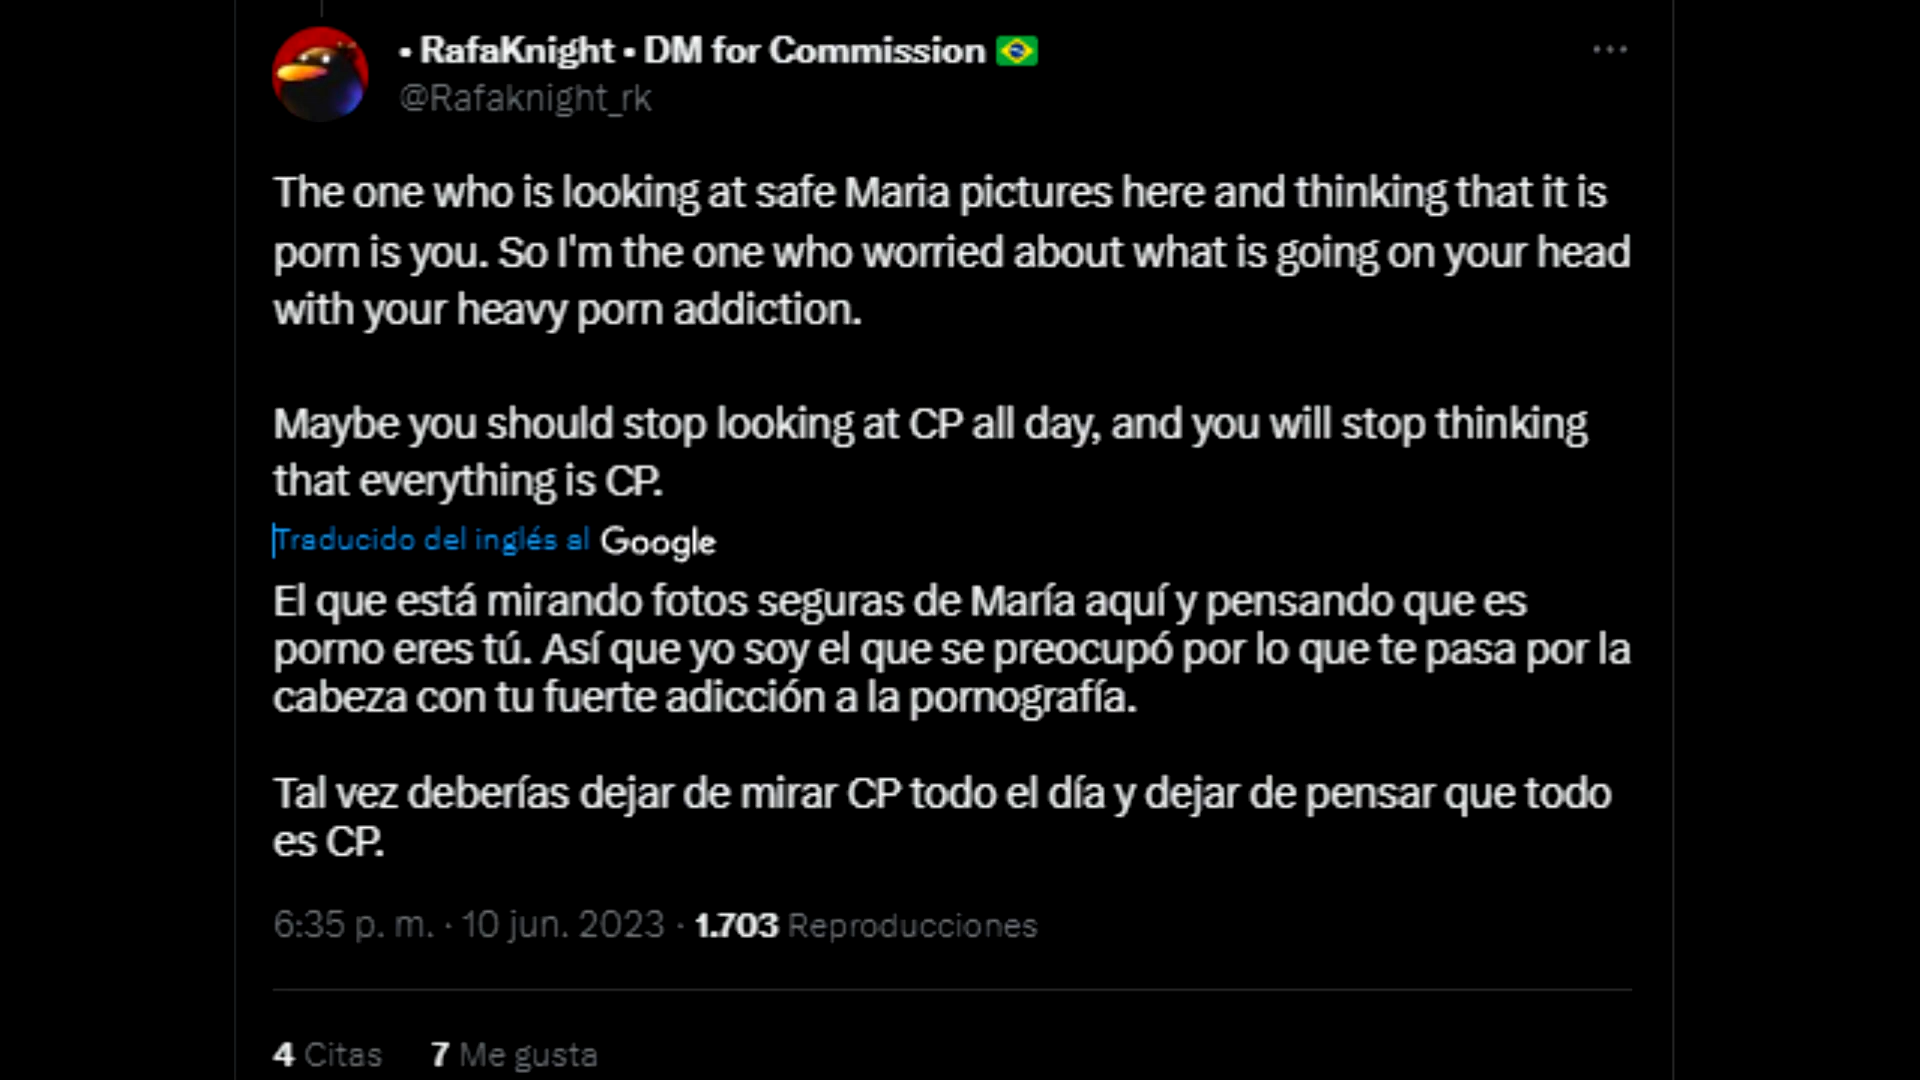 • RafaKnight • DM for Commission
@Rafaknight_rk
The one who is looking at safe Maria pictures here and thinking that it is
porn is you. So I'm the one who worried about what is going on your head
with your heavy porn addiction.
Maybe you should stop looking at CP all day, and you will stop thinking
that everything is CP.
Traducido del inglés al Google
El que está mirando fotos seguras de María aquí y pensando que es
porno eres tú. Así que yo soy el que se preocupó por lo que te pasa por la
cabeza con tu fuerte adicción a la pornografía.
Tal vez deberías dejar de mirar CP todo el día y dejar de pensar que todo
es CP.
6:35 p. m. · 10 jun. 2023 · 1.703 Reproducciones
4 Citas 7 Me gusta